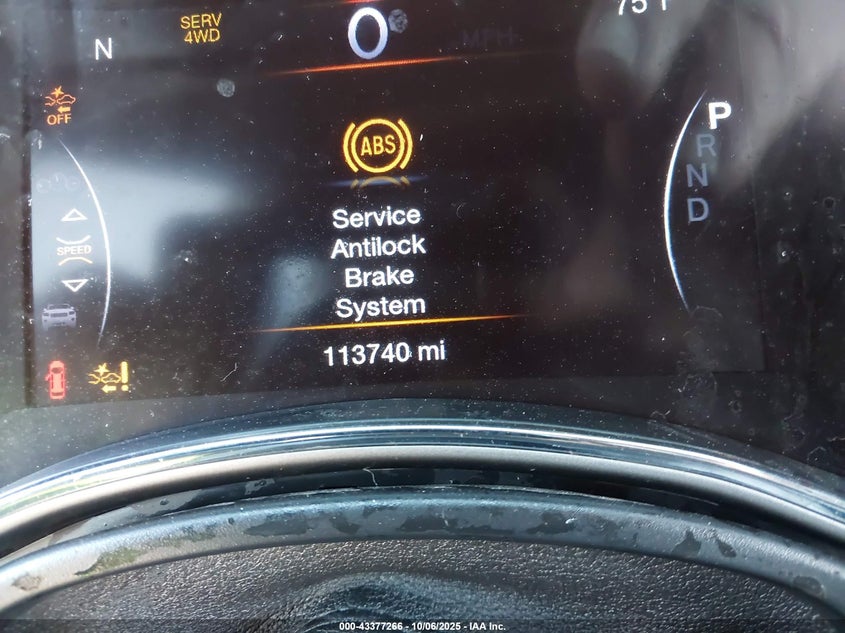 SERV
4WD
N
0
MPH
OFF
ABS
P
R
N
D
SPEED
Service
Antilock
Brake
System
113740 mi
000-43377266 - 10/06/2025 - IAA Inc.